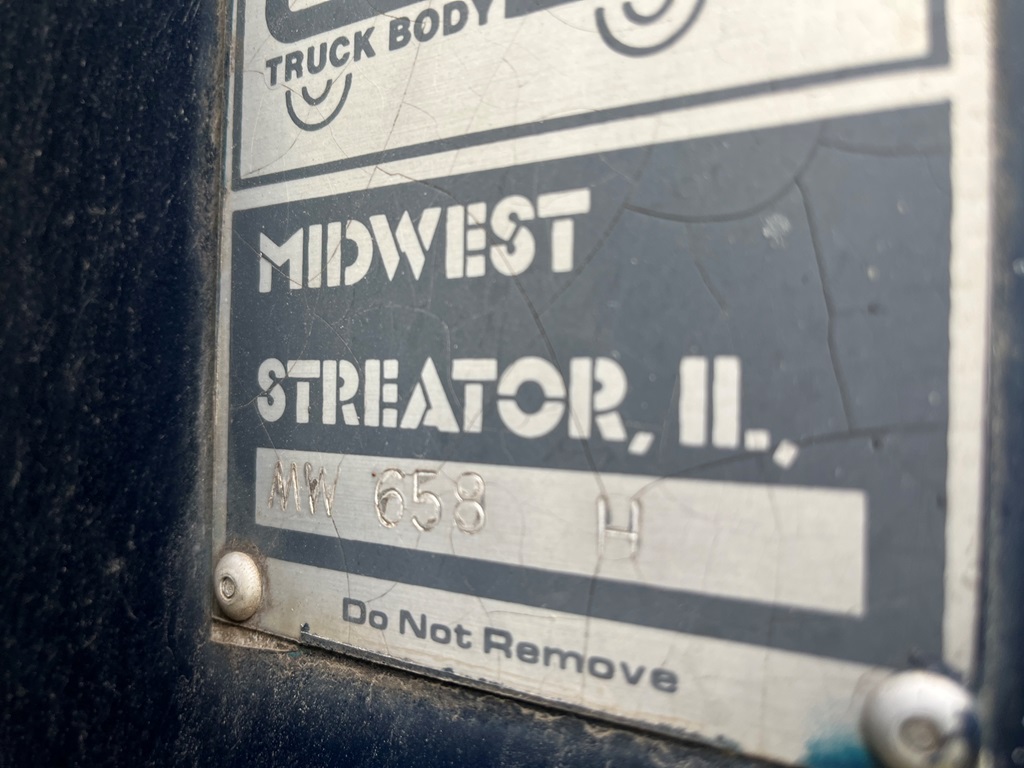 TRUCK BODY
MIDWEST
STREATOR, IL.,
MW 658 H
Do Not Remove